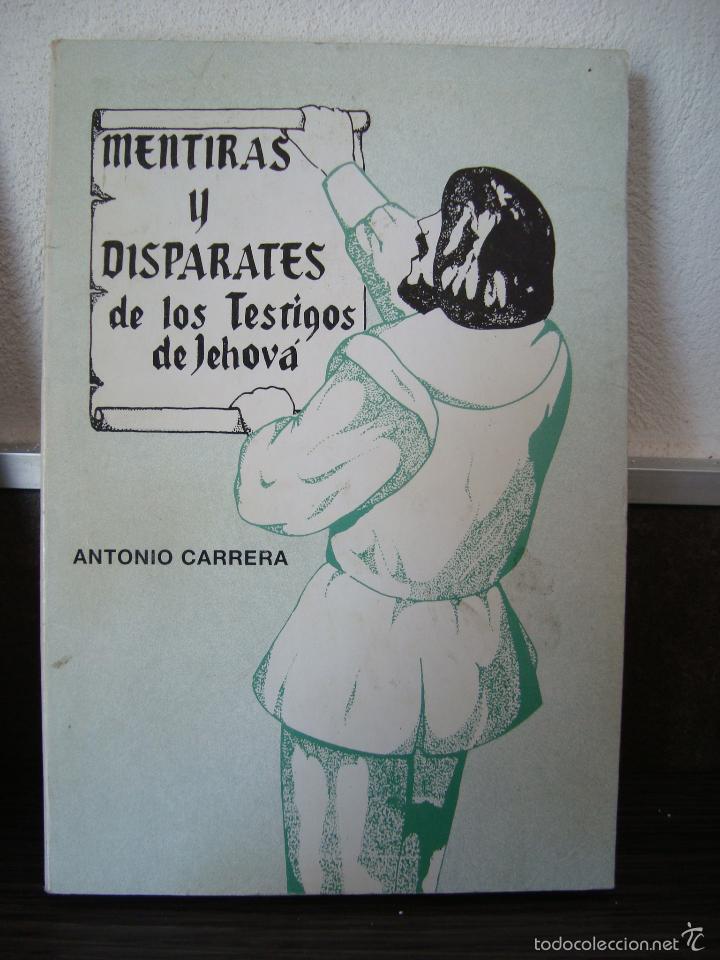 MENTIRAS
Y
DISPARATES
de los Testigos
de Jehová
ANTONIO CARRERA
todocoleccion.net